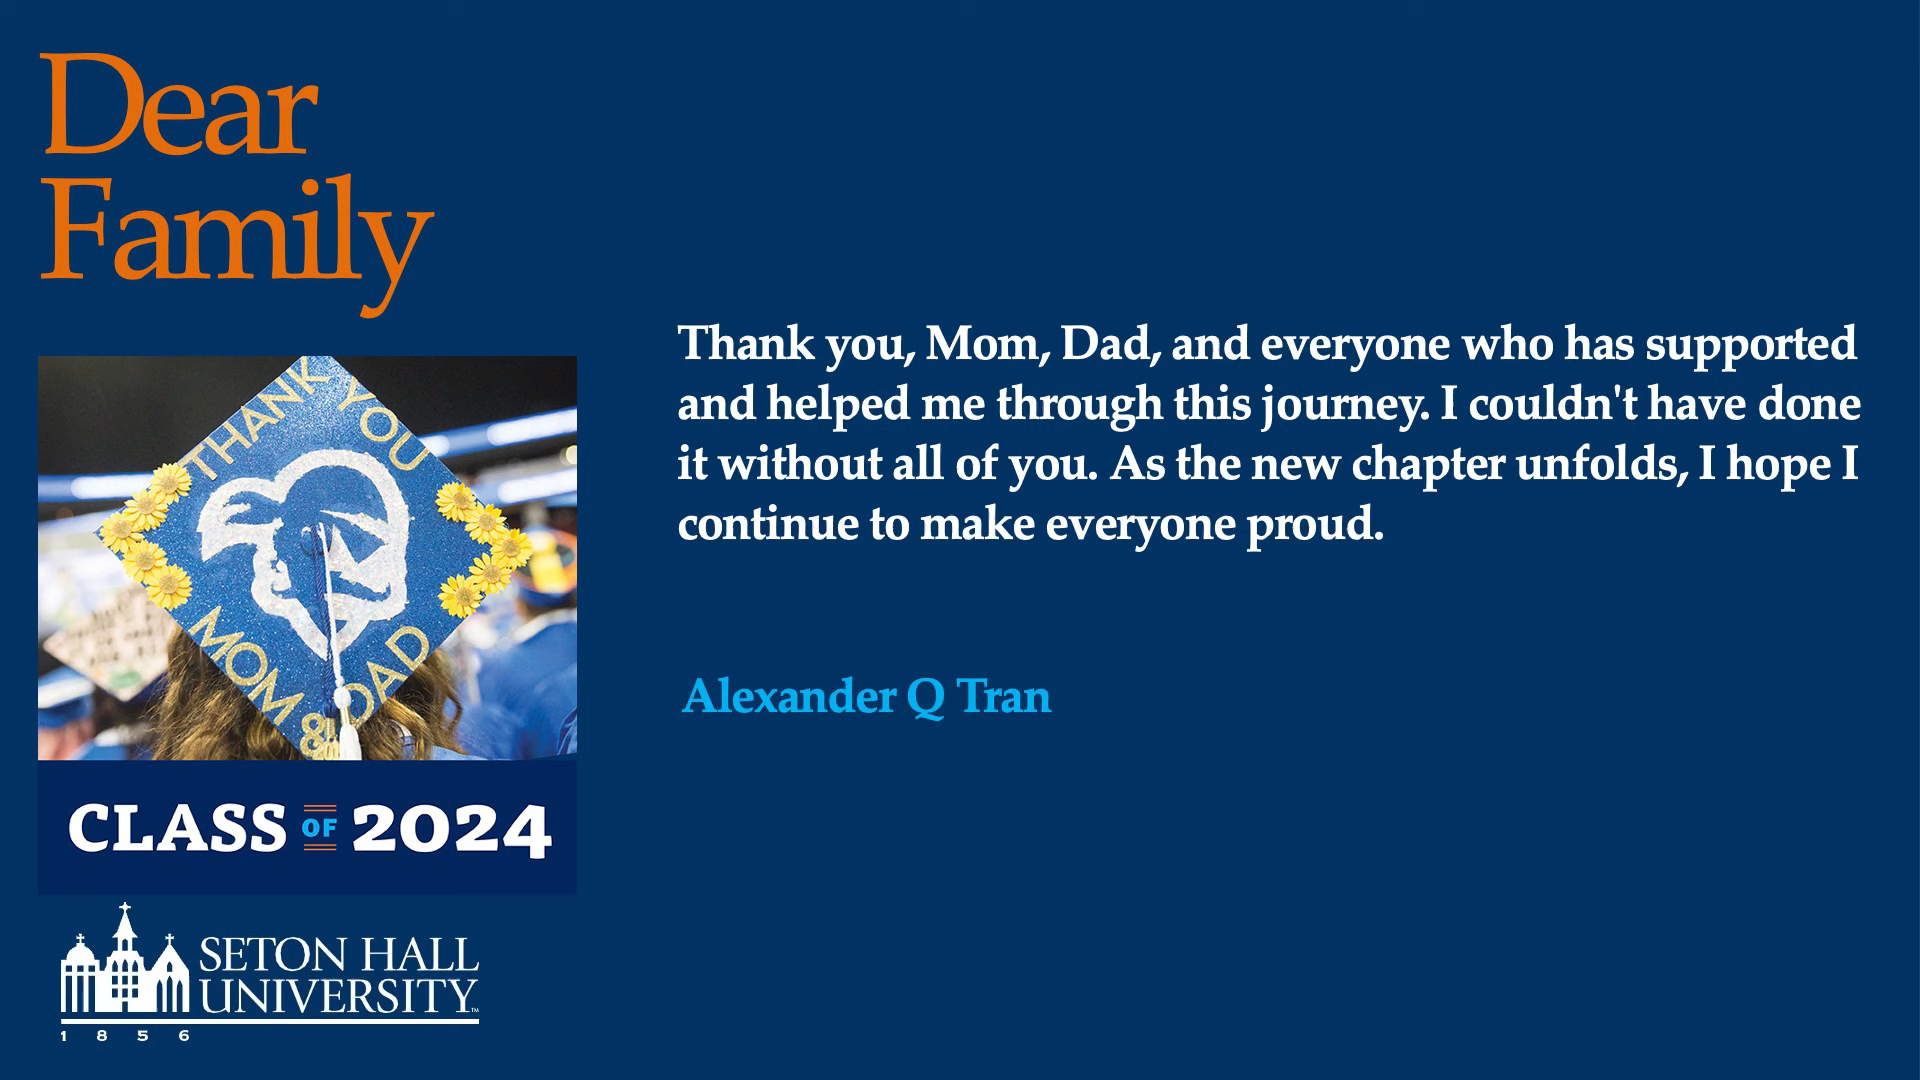 Dear
Family
THANK YOU
MOM & DAD
CLASS OF 2024
SETON HALL
UNIVERSITY™
1 8 5 6
Thank you, Mom, Dad, and everyone who has supported
and helped me through this journey. I couldn't have done
it without all of you. As the new chapter unfolds, I hope I
continue to make everyone proud.
Alexander Q Tran